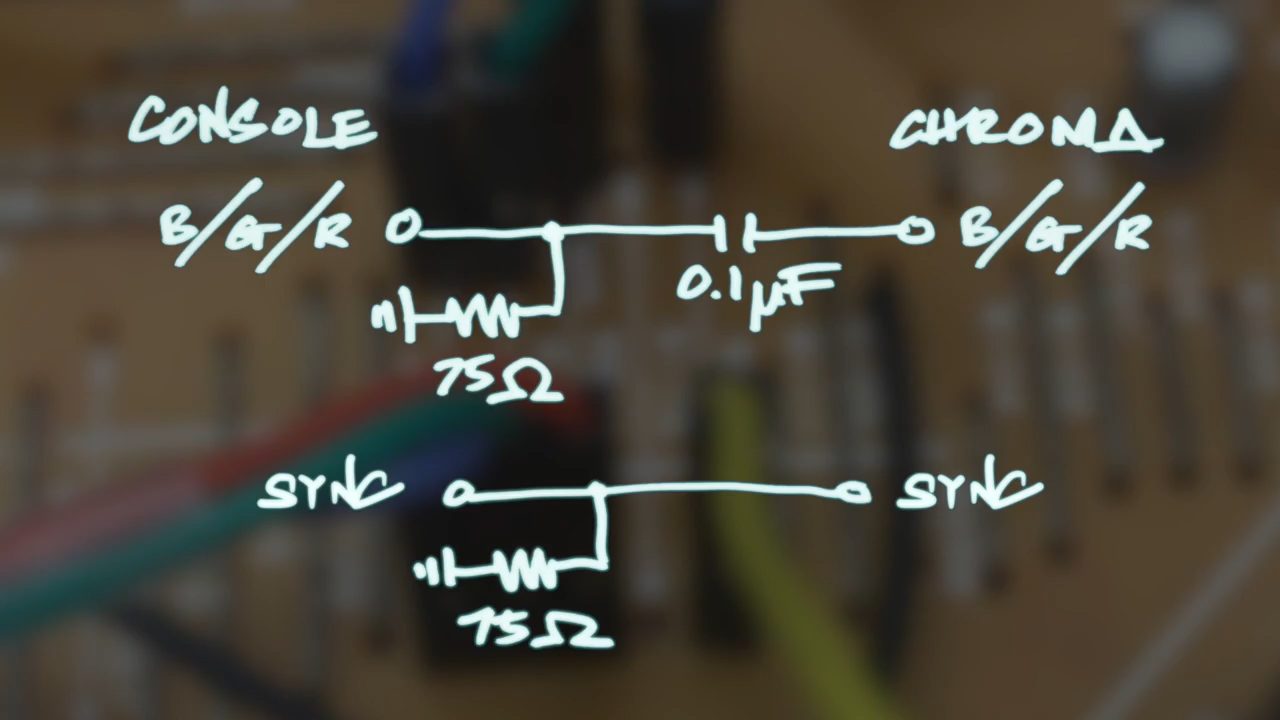 CONSOLE CHROMA
B/G/R B/G/R
0.1µF
75Ω
SYNC SYNC
75Ω